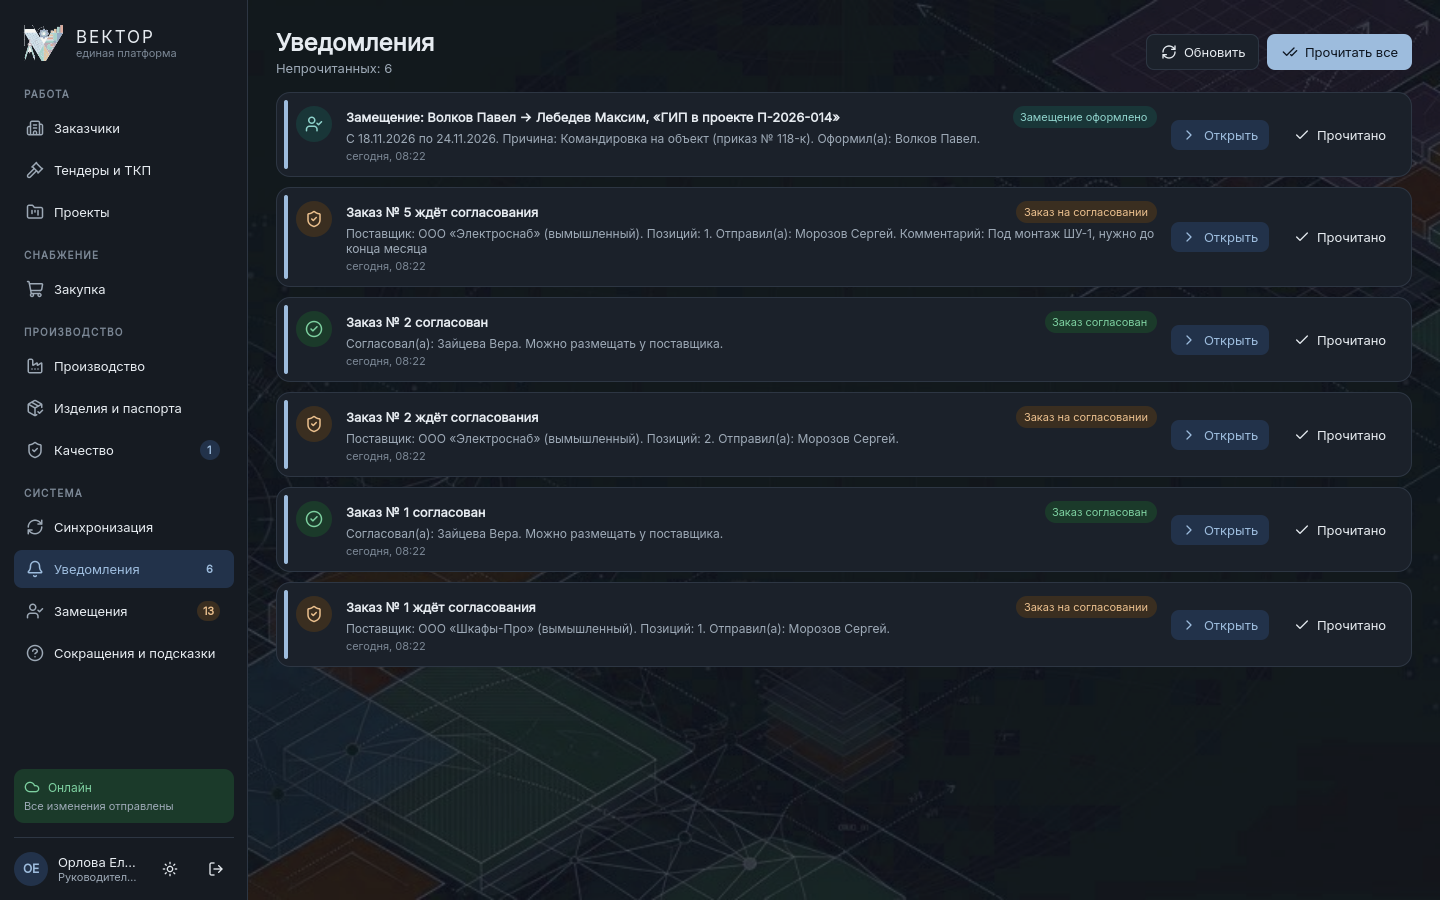 ВЕКТОР
единая платформа
РАБОТА
Заказчики
Тендеры и ТКП
Проекты
СНАБЖЕНИЕ
Закупка
ПРОИЗВОДСТВО
Производство
Изделия и паспорта
Качество 1
СИСТЕМА
Синхронизация
Уведомления 6
Замещения 13
Сокращения и подсказки
Онлайн
Все изменения отправлены
ОЕ
Орлова Ел...
Руководител...
Уведомления
Непрочитанных: 6
Обновить
Прочитать все
Замещение: Волков Павел → Лебедев Максим, «ГИП в проекте П-2026-014»
Замещение оформлено
С 18.11.2026 по 24.11.2026. Причина: Командировка на объект (приказ № 118-к). Оформил(а): Волков Павел.
сегодня, 08:22
Открыть
Прочитано
Заказ № 5 ждёт согласования
Заказ на согласовании
Поставщик: ООО «Электроснаб» (вымышленный). Позиций: 1. Отправил(а): Морозов Сергей. Комментарий: Под монтаж ШУ-1, нужно до
конца месяца
сегодня, 08:22
Открыть
Прочитано
Заказ № 2 согласован
Заказ согласован
Согласовал(а): Зайцева Вера. Можно размещать у поставщика.
сегодня, 08:22
Открыть
Прочитано
Заказ № 2 ждёт согласования
Заказ на согласовании
Поставщик: ООО «Электроснаб» (вымышленный). Позиций: 2. Отправил(а): Морозов Сергей.
сегодня, 08:22
Открыть
Прочитано
Заказ № 1 согласован
Заказ согласован
Согласовал(а): Зайцева Вера. Можно размещать у поставщика.
сегодня, 08:22
Открыть
Прочитано
Заказ № 1 ждёт согласования
Заказ на согласовании
Поставщик: ООО «Шкафы-Про» (вымышленный). Позиций: 1. Отправил(а): Морозов Сергей.
сегодня, 08:22
Открыть
Прочитано